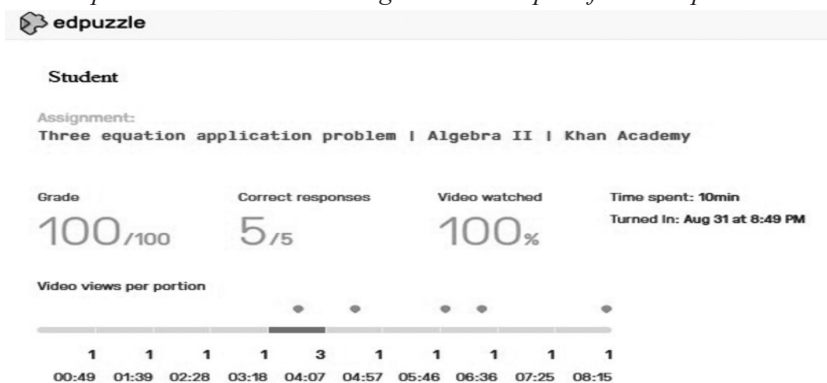 edpuzzle
Student
Assignment:
Three equation application problem | Algebra II | Khan Academy
Grade Correct responses Video watched Time spent: 10min
100/100 5/5 100% Turned In: Aug 31 at 8:49 PM
Video views per portion
1 1 1 1 3 1 1 1 1 1
00:49 01:39 02:28 03:18 04:07 04:57 05:46 06:36 07:25 08:15